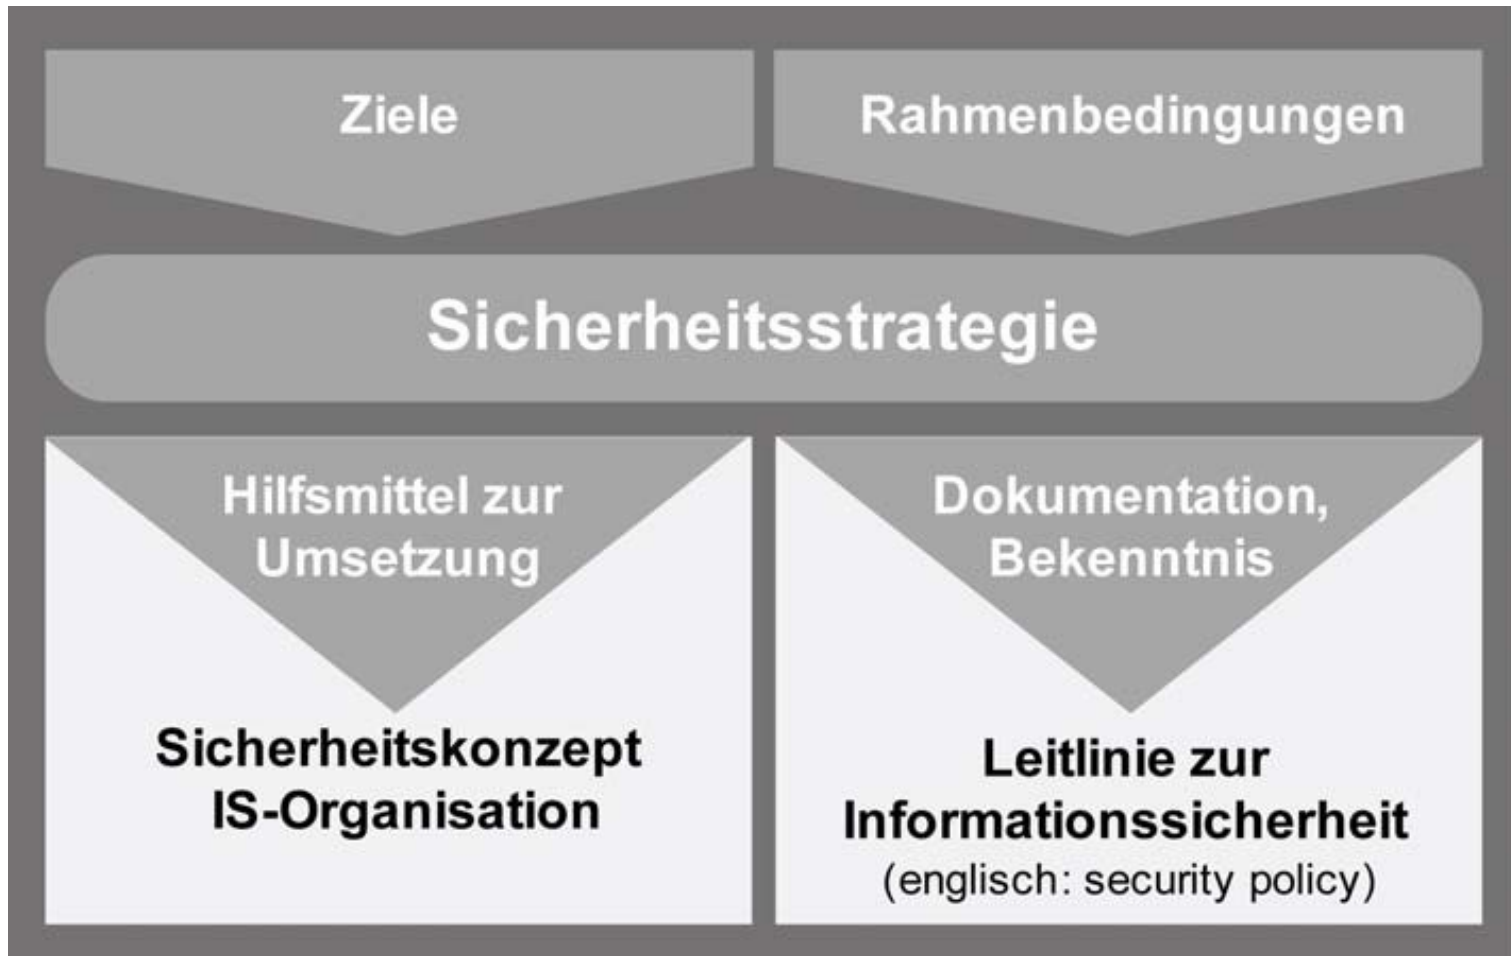 Ziele
Rahmenbedingungen
Sicherheitsstrategie
Hilfsmittel zur
Umsetzung
Sicherheitskonzept
IS-Organisation
Dokumentation,
Bekenntnis
Leitlinie zur
Informationssicherheit
(englisch: security policy)